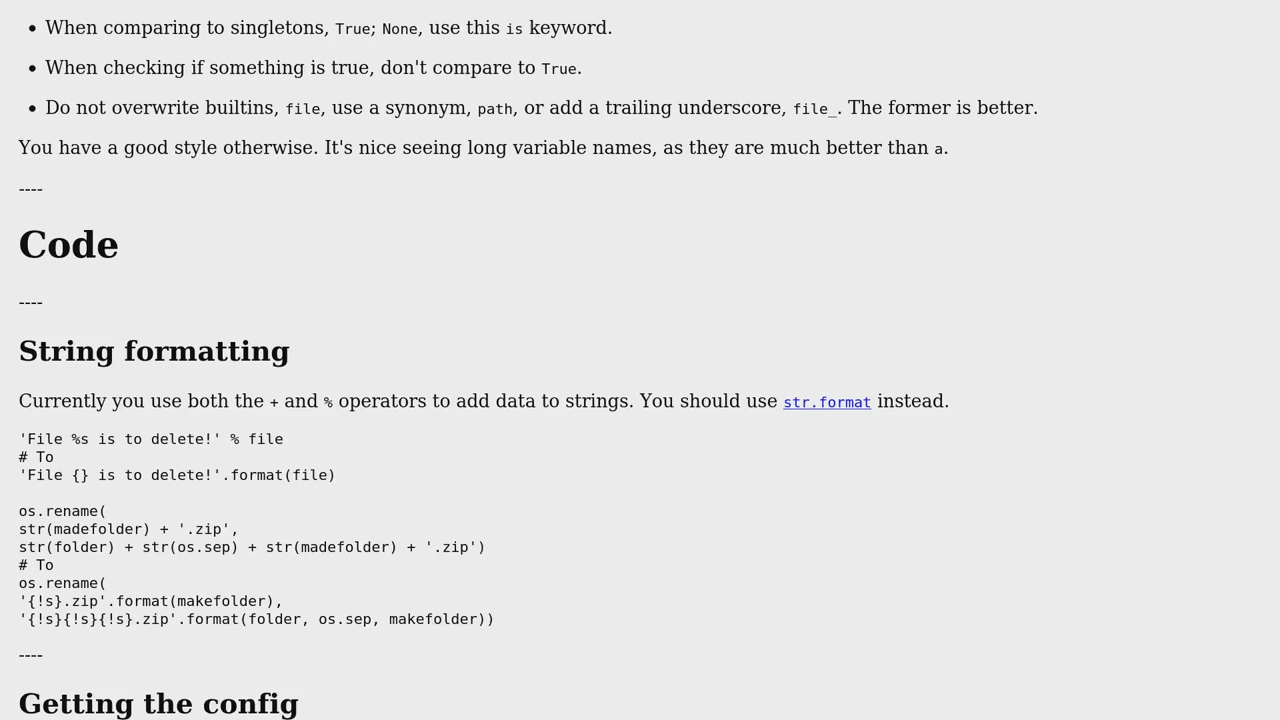 • When comparing to singletons, True; None, use this is keyword.
• When checking if something is true, don't compare to True.
• Do not overwrite builtins, file, use a synonym, path, or add a trailing underscore, file_. The former is better.
You have a good style otherwise. It's nice seeing long variable names, as they are much better than a.
----
Code
----
String formatting
Currently you use both the + and % operators to add data to strings. You should use str.format instead.
'File %s is to delete!' % file
# To
'File {} is to delete!'.format(file)
os.rename(
str(madefolder) + '.zip',
str(folder) + str(os.sep) + str(madefolder) + '.zip')
# To
os.rename(
'{!s}.zip'.format(makefolder),
'{!s}{!s}{!s}.zip'.format(folder, os.sep, makefolder))
----
Getting the config